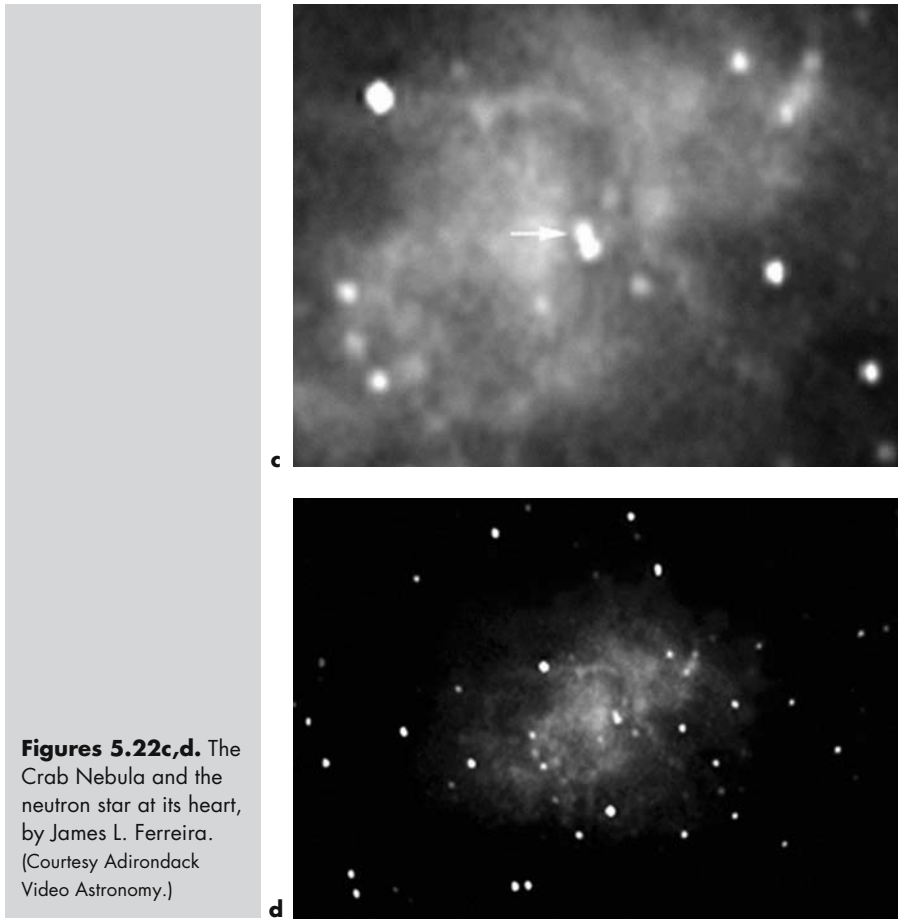 c
Figures 5.22c,d. The
Crab Nebula and the
neutron star at its heart,
by James L. Ferreira.
(Courtesy Adirondack
Video Astronomy.)
d